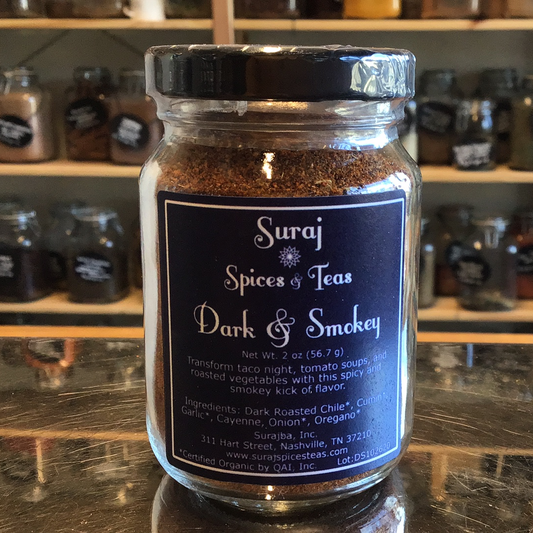 Suraj
Spices & Teas
Dark & Smokey
Net Wt. 2 oz (56.7 g)
Transform taco night, tomato soups, and
roasted vegetables with this spicy and
smokey kick of flavor.
Ingredients: Dark Roasted Chile*,
Garlic*, Cayenne, Onion*, Oregano*
Surajba, Inc.
311 Hart Street, Nashville, TN 37210
www.surajspicesteas.com
*Certified Organic by QAI, Inc.